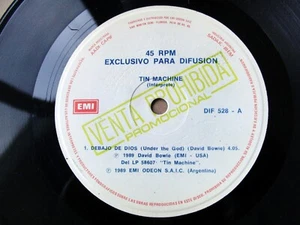 45 RPM
EXCLUSIVO PARA DIFUSION
TIN MACHINE
(Intérprete)
EMI
VENTA PROHIBIDA
PROMOCIONAL
DIF 528 - A
1. DEBAJO DE DIOS (Under the God) (David Bowie) 4.05.
℗ 1989 David Bowie (EMI - USA)
Del LP 58607: "Tin Machine".
© 1989 EMI ODEON S.A.I.C. (Argentina)